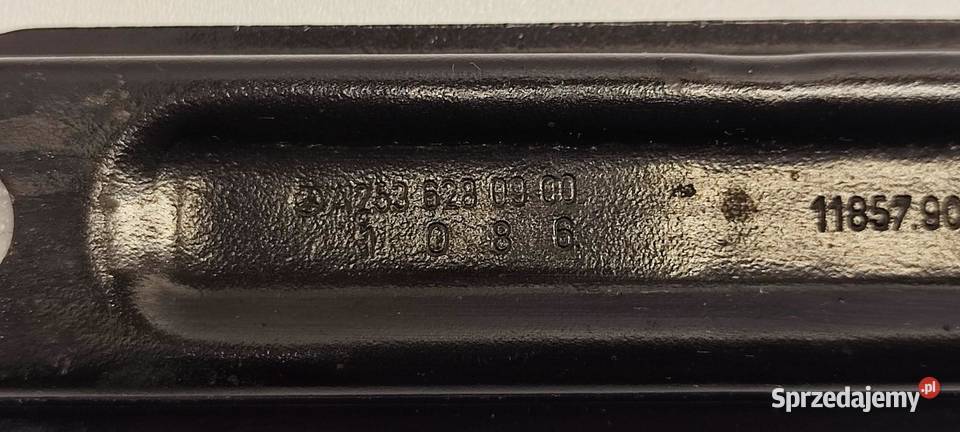 A253 628 09 00
1 0 8 6
11857.90
Sprzedajemy.pl